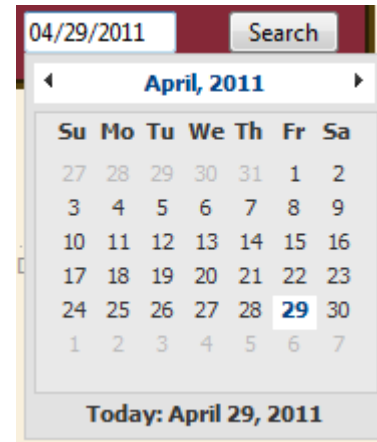 04/29/2011 Search
April, 2011
Su Mo Tu We Th Fr Sa
27 28 29 30 31 1 2
3 4 5 6 7 8 9
10 11 12 13 14 15 16
17 18 19 20 21 22 23
24 25 26 27 28 29 30
1 2 3 4 5 6 7
Today: April 29, 2011